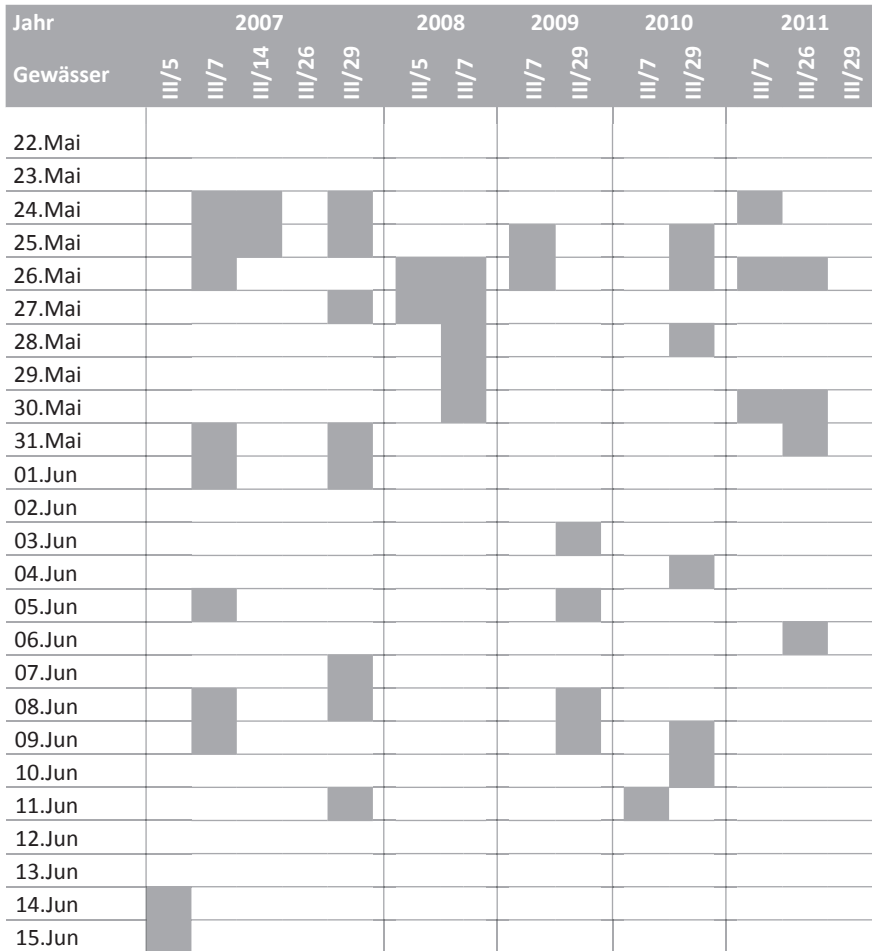 Jahr 2007 2008 2009 2010 2011
Gewässer III/5 III/7 III/14 III/26 III/29 III/5 III/7 III/7 III/29 III/7 III/29 III/7 III/26 III/29
22.Mai
23.Mai
24.Mai
25.Mai
26.Mai
27.Mai
28.Mai
29.Mai
30.Mai
31.Mai
01.Jun
02.Jun
03.Jun
04.Jun
05.Jun
06.Jun
07.Jun
08.Jun
09.Jun
10.Jun
11.Jun
12.Jun
13.Jun
14.Jun
15.Jun